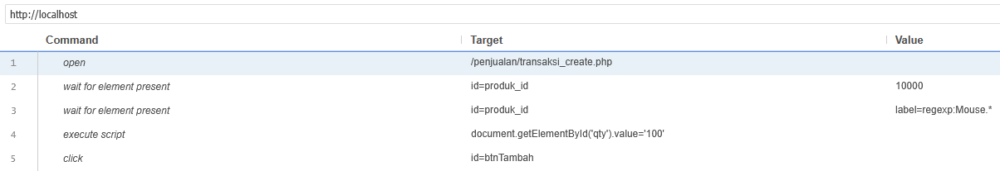 http://localhost
Command Target Value
1 open /penjualan/transaksi_create.php
2 wait for element present id=produk_id 10000
3 wait for element present id=produk_id label=regexp:Mouse.*
4 execute script document.getElementById('qty').value='100'
5 click id=btnTambah